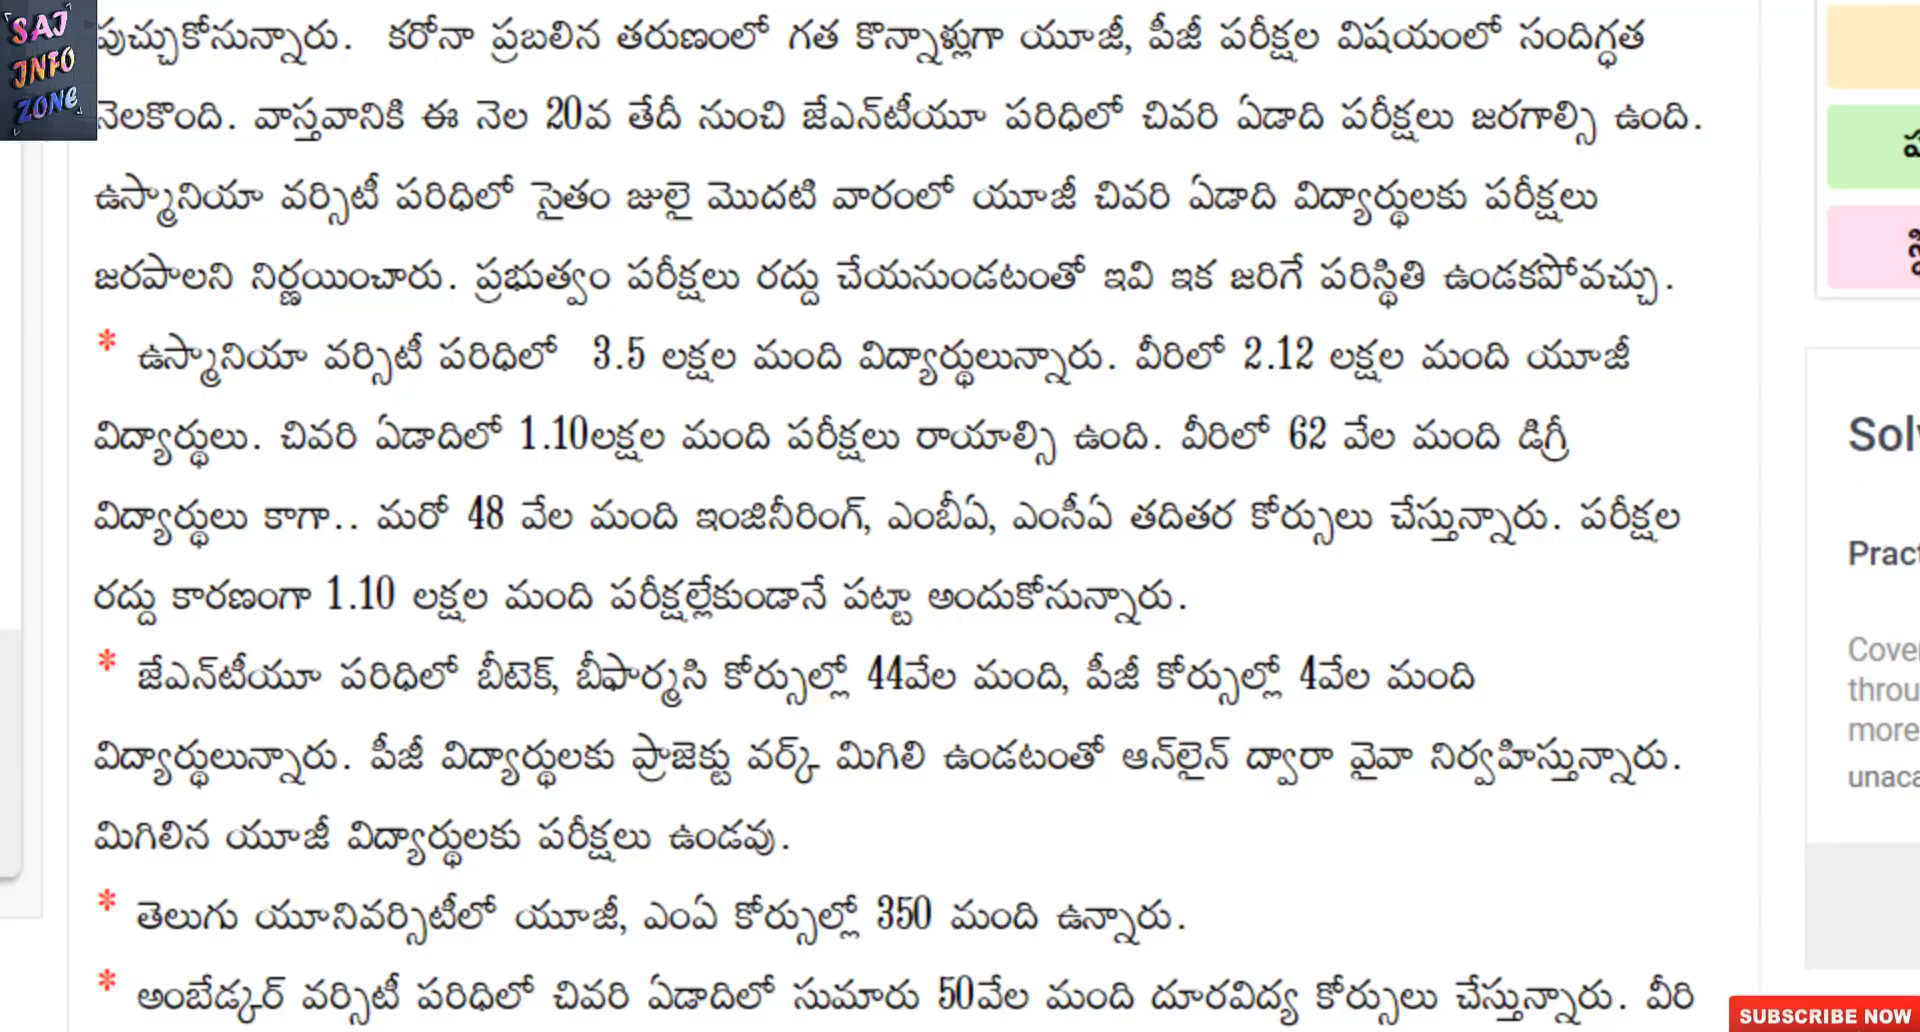 SAJ
INFO
ZONE
పుచ్చుకోనున్నారు. కరోనా ప్రబలిన తరుణంలో గత కొన్నాళ్లుగా యూజీ, పీజీ పరీక్షల విషయంలో సందిగ్ధత
నెలకొంది. వాస్తవానికి ఈ నెల 20వ తేదీ నుంచి జేఎన్‌టీయూ పరిధిలో చివరి ఏడాది పరీక్షలు జరగాల్సి ఉంది.
ఉస్మానియా వర్సిటీ పరిధిలో సైతం జులై మొదటి వారంలో యూజీ చివరి ఏడాది విద్యార్థులకు పరీక్షలు
జరపాలని నిర్ణయించారు. ప్రభుత్వం పరీక్షలు రద్దు చేయనుండటంతో ఇవి ఇక జరిగే పరిస్థితి ఉండకపోవచ్చు.
* ఉస్మానియా వర్సిటీ పరిధిలో 3.5 లక్షల మంది విద్యార్థులున్నారు. వీరిలో 2.12 లక్షల మంది యూజీ
విద్యార్థులు. చివరి ఏడాదిలో 1.10లక్షల మంది పరీక్షలు రాయాల్సి ఉంది. వీరిలో 62 వేల మంది డిగ్రీ
విద్యార్థులు కాగా.. మరో 48 వేల మంది ఇంజినీరింగ్, ఎంబీఏ, ఎంసీఏ తదితర కోర్సులు చేస్తున్నారు. పరీక్షల
రద్దు కారణంగా 1.10 లక్షల మంది పరీక్షల్లేకుండానే పట్టా అందుకోనున్నారు.
* జేఎన్‌టీయూ పరిధిలో బీటెక్, బీఫార్మసి కోర్సుల్లో 44వేల మంది, పీజీ కోర్సుల్లో 4వేల మంది
విద్యార్థులున్నారు. పీజీ విద్యార్థులకు ప్రాజెక్టు వర్క్ మిగిలి ఉండటంతో ఆన్‌లైన్ ద్వారా వైవా నిర్వహిస్తున్నారు.
మిగిలిన యూజీ విద్యార్థులకు పరీక్షలు ఉండవు.
* తెలుగు యూనివర్సిటీలో యూజీ, ఎంఏ కోర్సుల్లో 350 మంది ఉన్నారు.
* అంబేడ్కర్ వర్సిటీ పరిధిలో చివరి ఏడాదిలో సుమారు 50వేల మంది దూరవిద్య కోర్సులు చేస్తున్నారు. వీరి
Solv
Pract
Cover
throu
more
unaca
SUBSCRIBE NOW